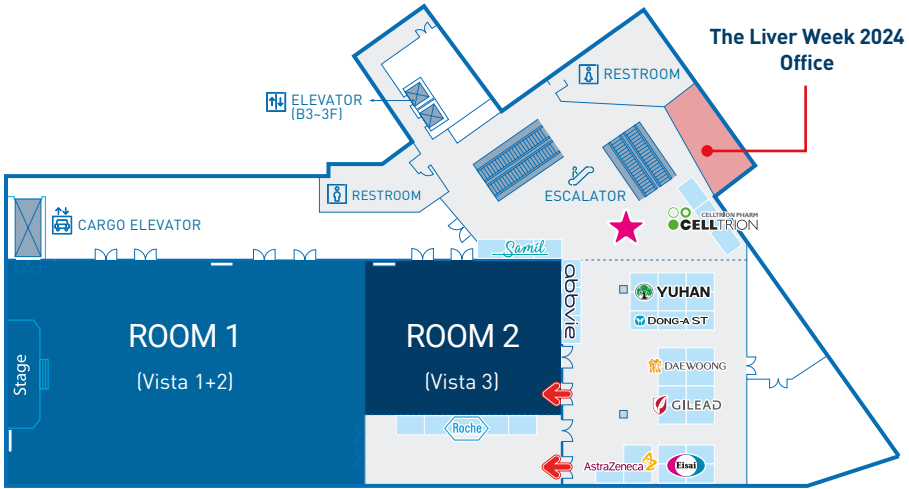 The Liver Week 2024
Office
RESTROOM
ELEVATOR
(B3~3F)
RESTROOM
ESCALATOR
CELLTRION PHARM
CELLTRION
CARGO ELEVATOR
Samil
abbvie
YUHAN
DONG-A ST
ROOM 1
(Vista 1+2)
Stage
ROOM 2
(Vista 3)
DAEWOONG
GILEAD
Roche
AstraZeneca
Eisai